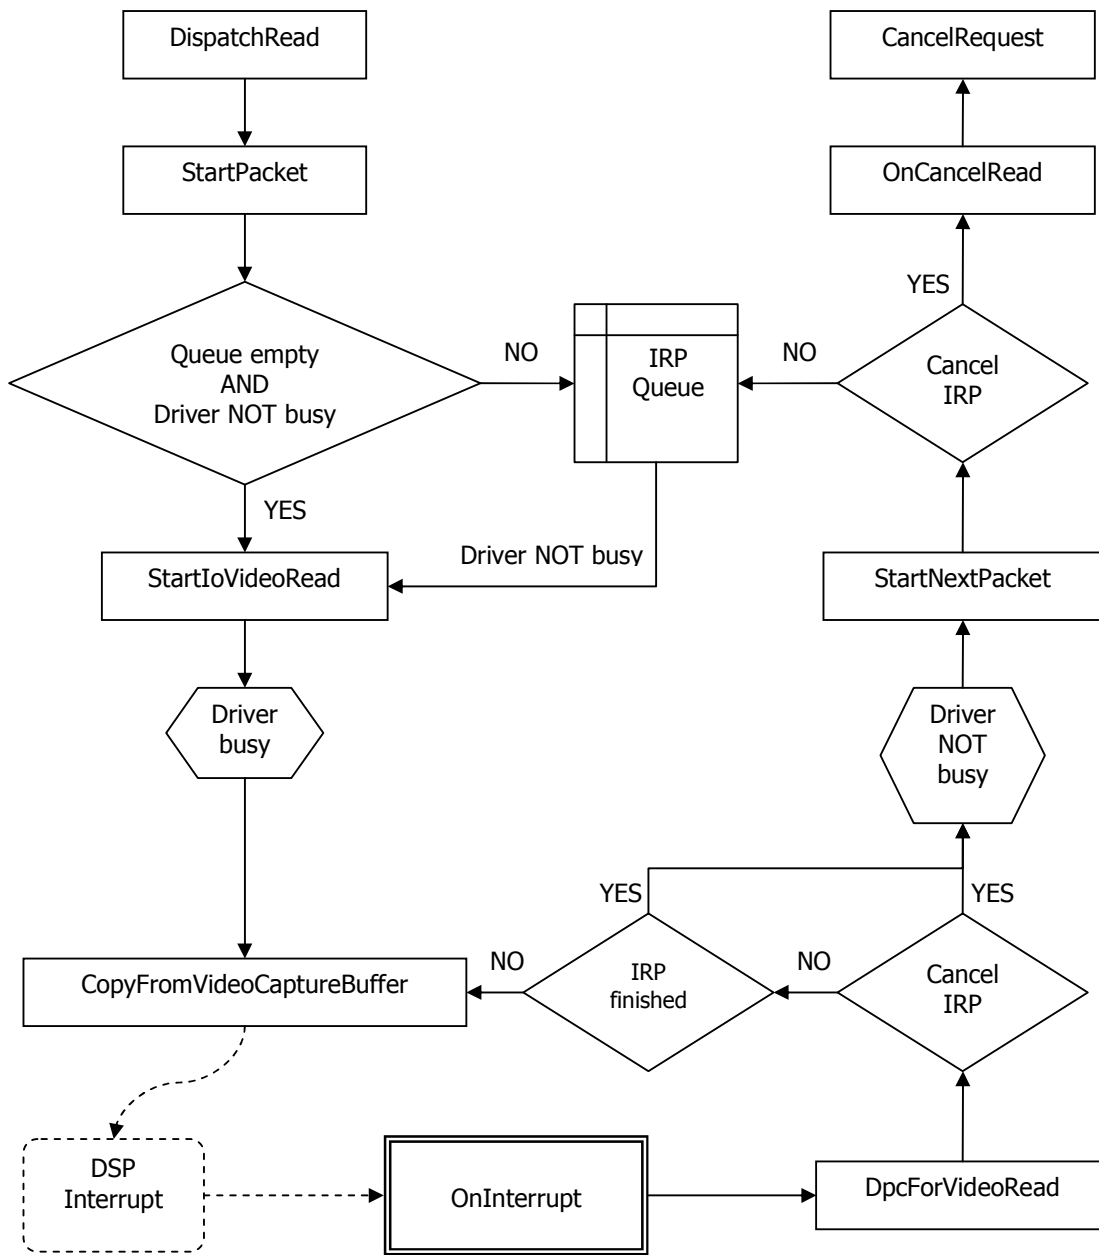 DispatchRead
CancelRequest
StartPacket
OnCancelRead
YES
Queue empty
AND
Driver NOT busy
NO
IRP
Queue
NO
Cancel
IRP
YES
Driver NOT busy
StartIoVideoRead
StartNextPacket
Driver
busy
Driver
NOT
busy
YES
YES
CopyFromVideoCaptureBuffer
NO
IRP
finished
NO
Cancel
IRP
DSP
Interrupt
OnInterrupt
DpcForVideoRead